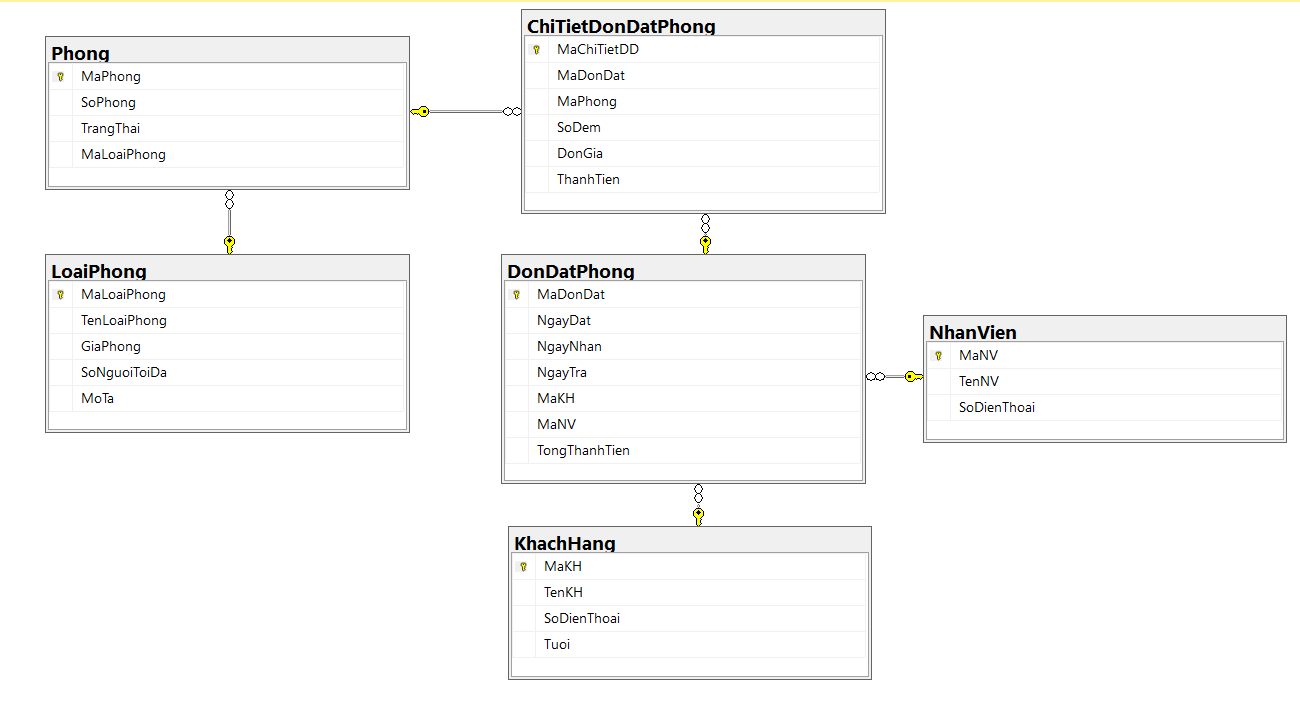 Phong
MaPhong
SoPhong
TrangThai
MaLoaiPhong
ChiTietDonDatPhong
MaChiTietDD
MaDonDat
MaPhong
SoDem
DonGia
ThanhTien
LoaiPhong
MaLoaiPhong
TenLoaiPhong
GiaPhong
SoNguoiToiDa
MoTa
DonDatPhong
MaDonDat
NgayDat
NgayNhan
NgayTra
MaKH
MaNV
TongThanhTien
NhanVien
MaNV
TenNV
SoDienThoai
KhachHang
MaKH
TenKH
SoDienThoai
Tuoi